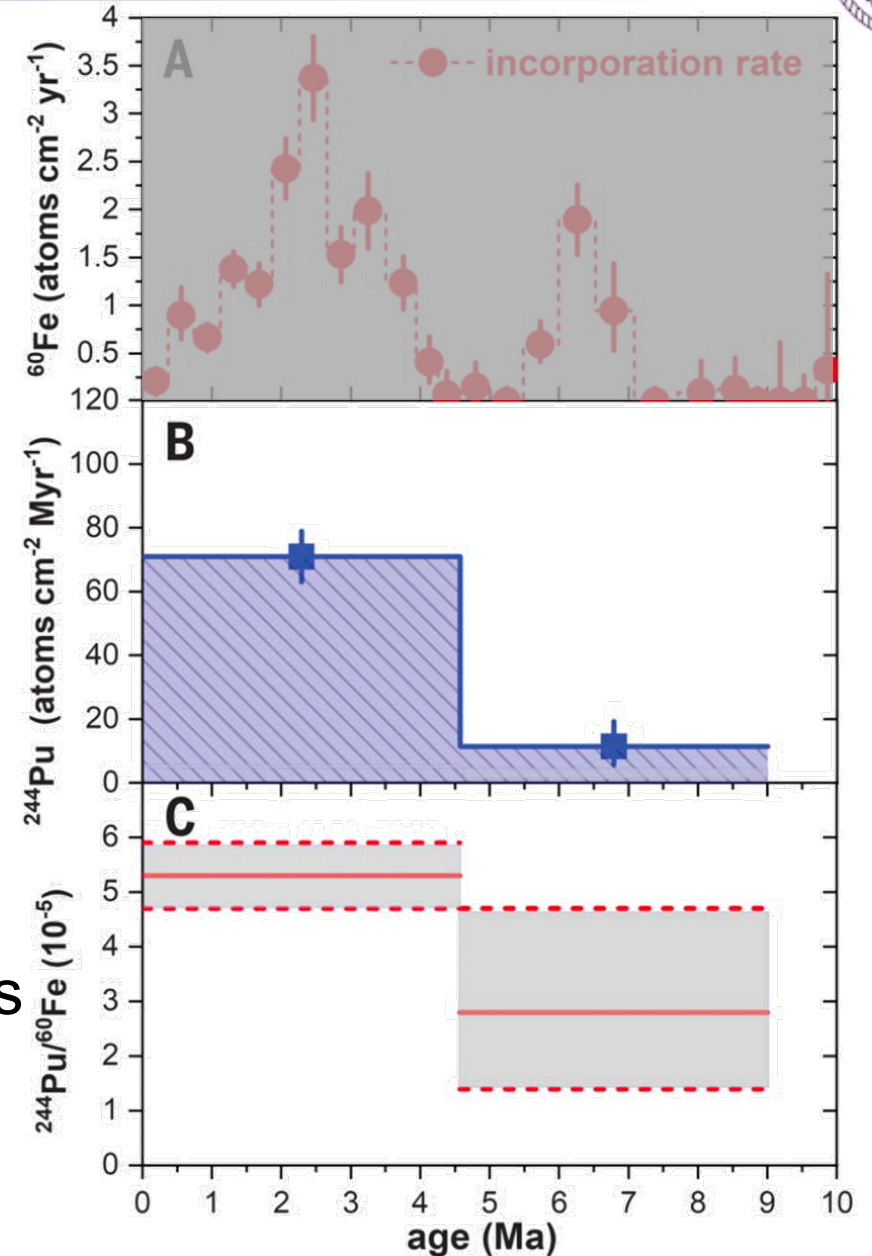 A
incorporation rate
⁶⁰Fe (atoms cm⁻² yr⁻¹)
4
3.5
3
2.5
2
1.5
1
0.5
120
B
²⁴⁴Pu (atoms cm⁻² Myr⁻¹)
100
80
60
40
20
0
C
²⁴⁴Pu/⁶⁰Fe (10⁻⁵)
6
5
4
s
3
2
1
0
0 1 2 3 4 5 6 7 8 9 10
age (Ma)